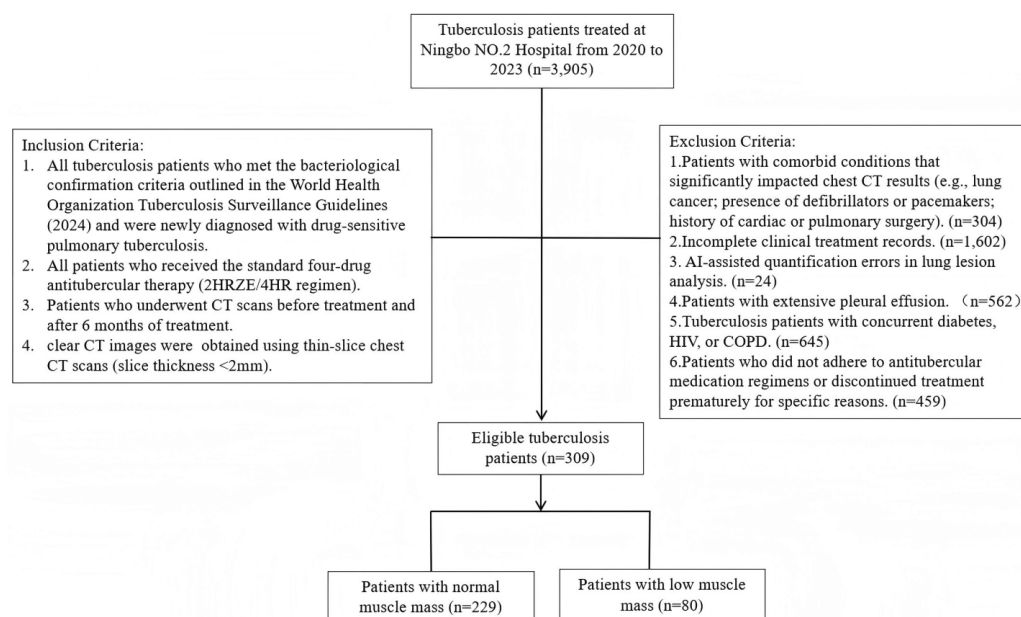 Tuberculosis patients treated at
Ningbo NO.2 Hospital from 2020 to
2023 (n=3,905)
Inclusion Criteria:
1. All tuberculosis patients who met the bacteriological
confirmation criteria outlined in the World Health
Organization Tuberculosis Surveillance Guidelines
(2024) and were newly diagnosed with drug-sensitive
pulmonary tuberculosis.
2. All patients who received the standard four-drug
antitubercular therapy (2HRZE/4HR regimen).
3. Patients who underwent CT scans before treatment and
after 6 months of treatment.
4. clear CT images were obtained using thin-slice chest
CT scans (slice thickness <2mm).
Exclusion Criteria:
1.Patients with comorbid conditions that
significantly impacted chest CT results (e.g., lung
cancer; presence of defibrillators or pacemakers;
history of cardiac or pulmonary surgery). (n=304)
2.Incomplete clinical treatment records. (n=1,602)
3. AI-assisted quantification errors in lung lesion
analysis. (n=24)
4.Patients with extensive pleural effusion. （n=562)
5.Tuberculosis patients with concurrent diabetes,
HIV, or COPD. (n=645)
6.Patients who did not adhere to antitubercular
medication regimens or discontinued treatment
prematurely for specific reasons. (n=459)
Eligible tuberculosis
patients (n=309)
Patients with normal
muscle mass (n=229)
Patients with low muscle
mass (n=80)